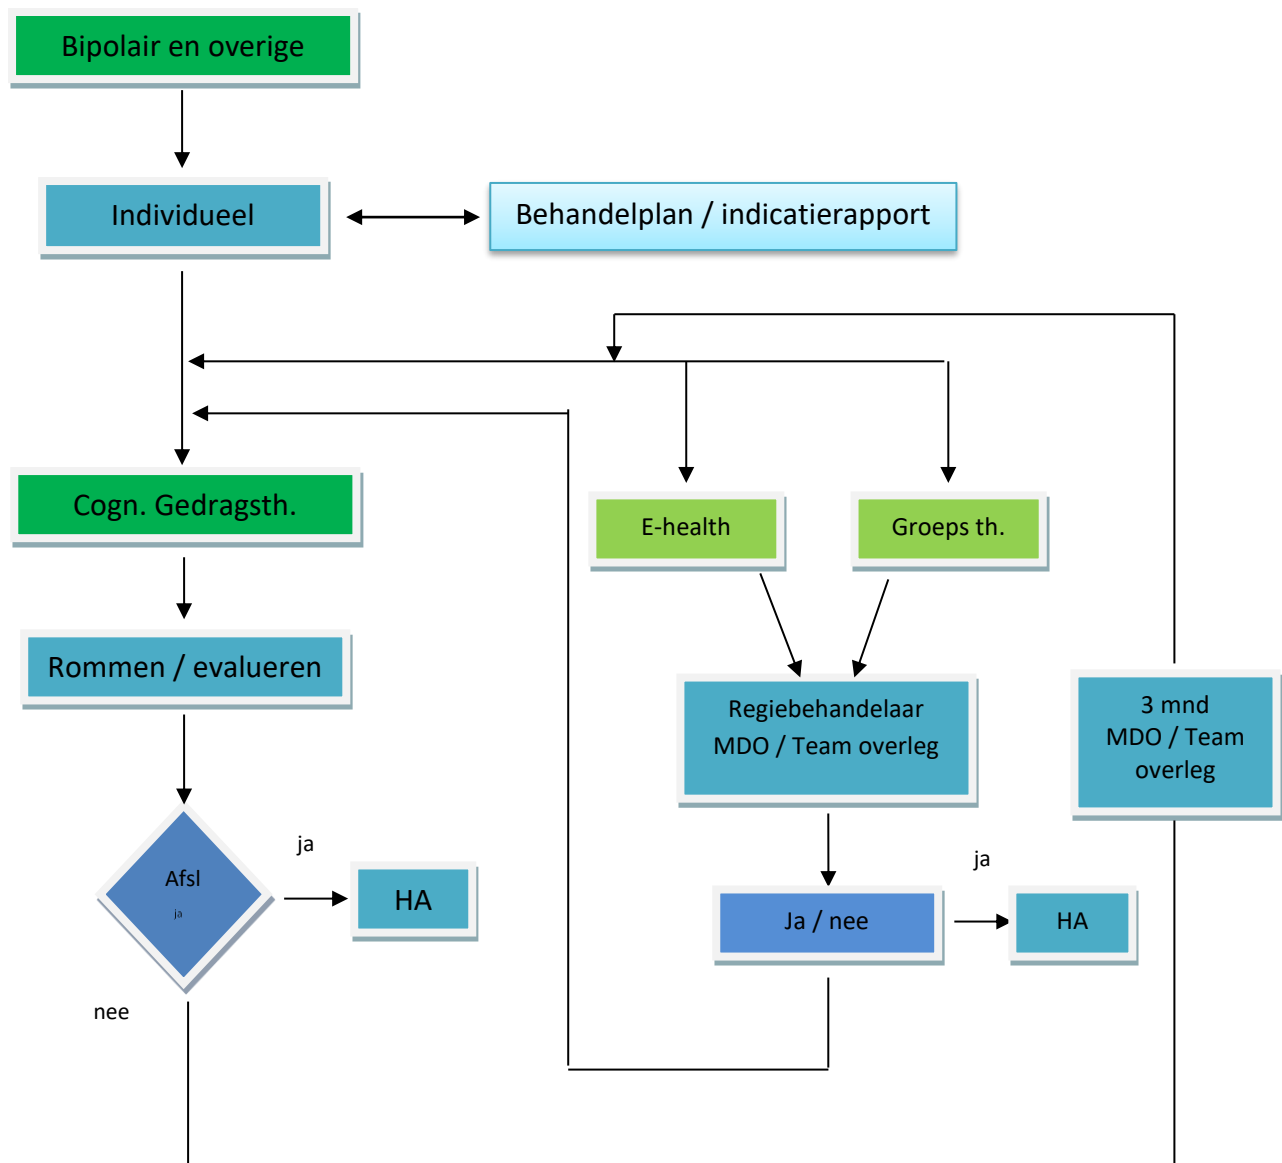 Bipolair en overige
Individueel
Behandelplan / indicatierapport
Cogn. Gedragsth.
E-health
Groeps th.
Rommen / evalueren
Regiebehandelaar
MDO / Team overleg
3 mnd
MDO / Team
overleg
Afsl
ja
ja
HA
nee
Ja / nee
ja
HA